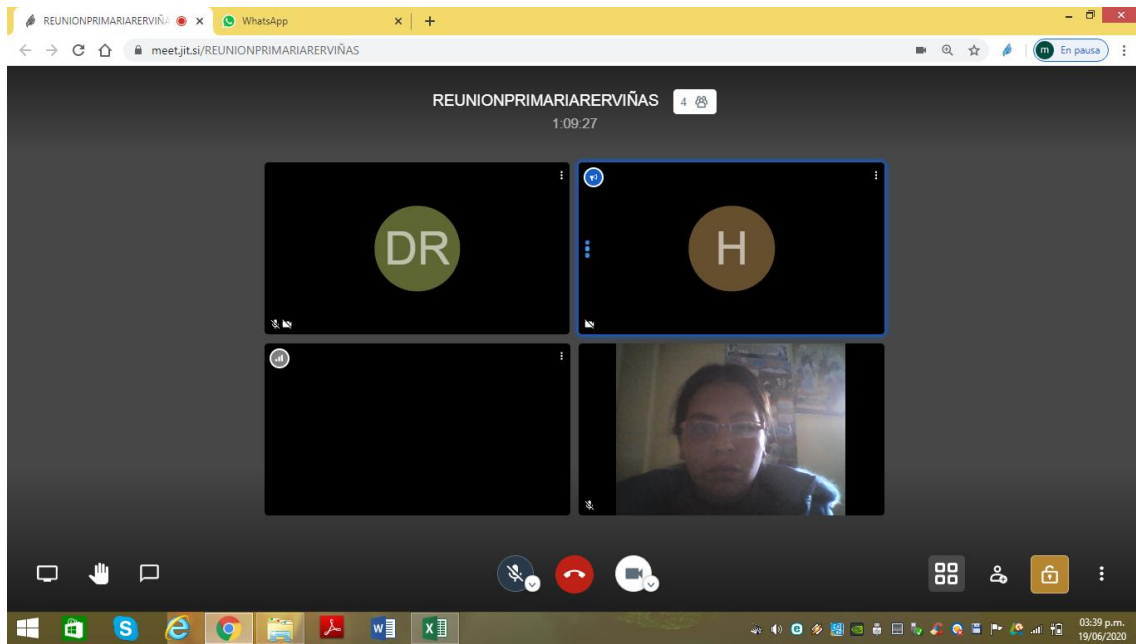 REUNIONPRIMARIARERVIÑA
WhatsApp
meet.jit.si/REUNIONPRIMARIARERVIÑAS
m
En pausa
REUNIONPRIMARIARERVIÑAS
4
1:09:27
DR
H
03:39 p.m.
19/06/2020